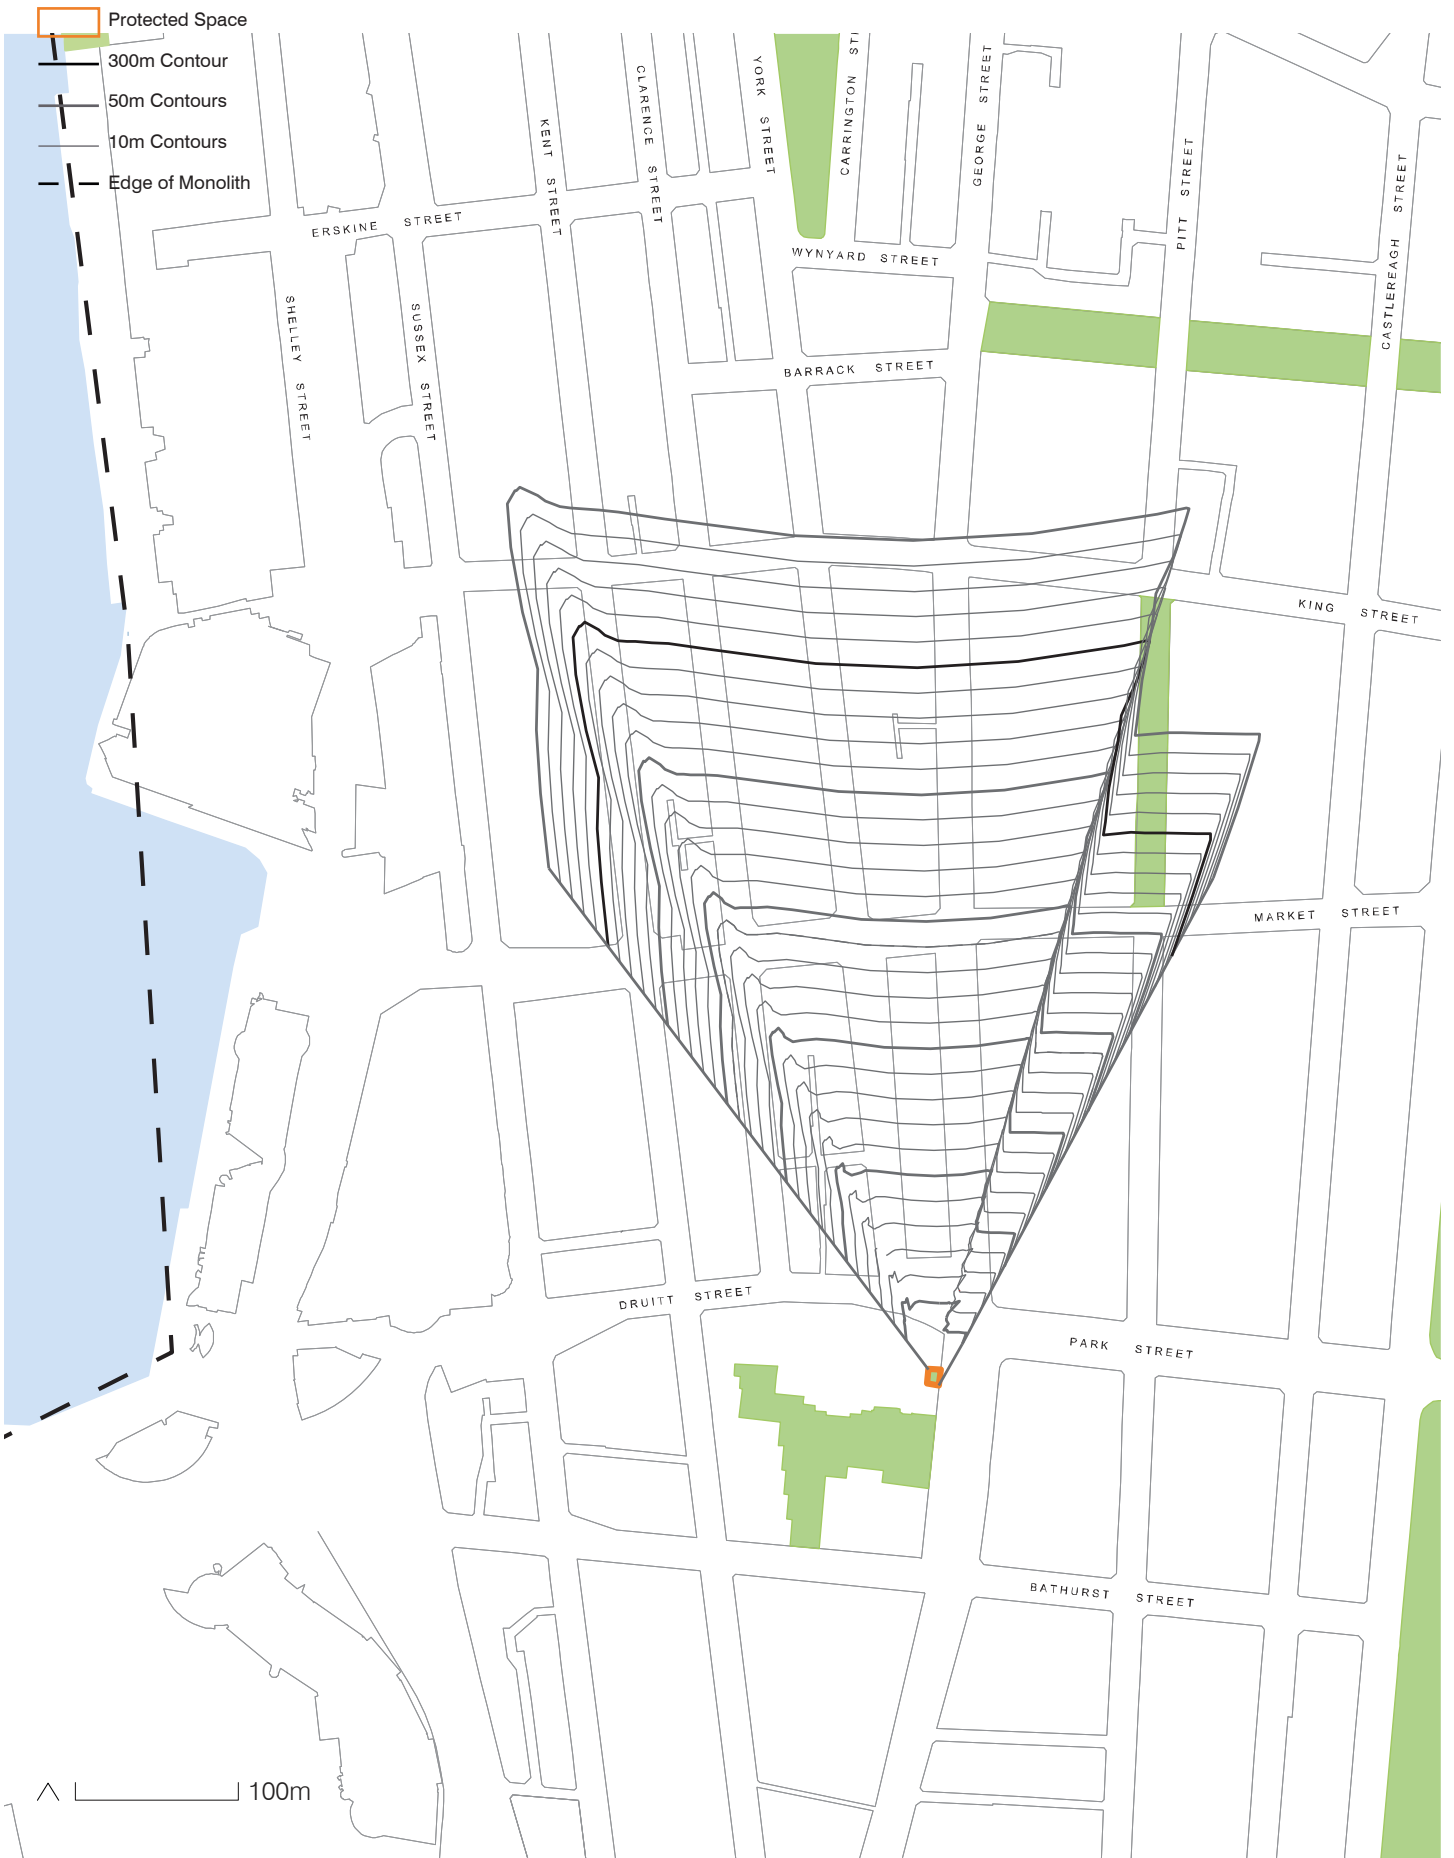 Protected Space
300m Contour
50m Contours
10m Contours
Edge of Monolith
ERSKINE STREET
SHELLEY STREET
SUSSEX STREET
KENT STREET
CLARENCE STREET
YORK STREET
CARRINGTON
GEORGE STREET
PITT STREET
CASTLEREAGH STREET
WYNYARD STREET
BARRACK STREET
KING STREET
MARKET STREET
DRUITT STREET
PARK STREET
BATHURST STREET
100m